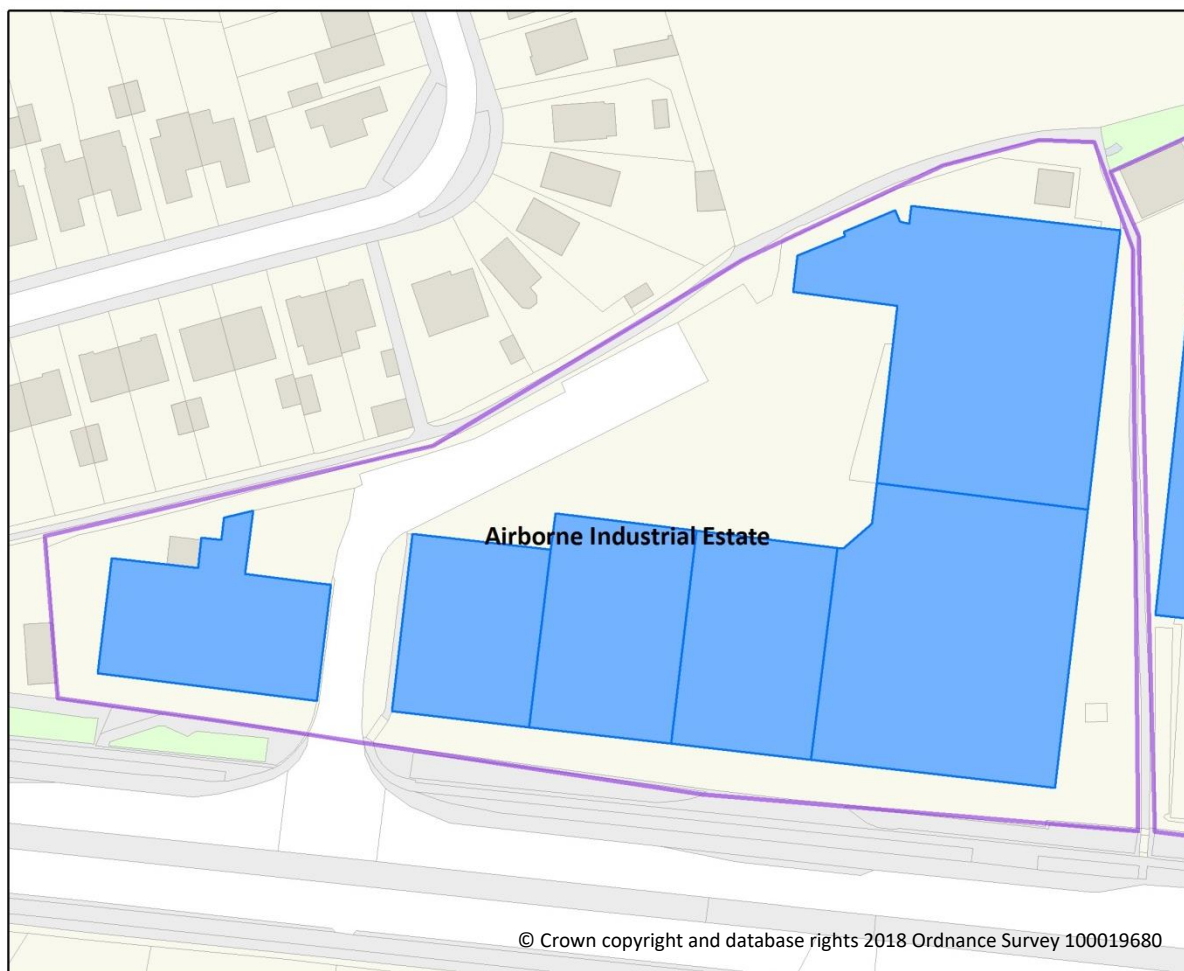 Airborne Industrial Estate
© Crown copyright and database rights 2018 Ordnance Survey 100019680